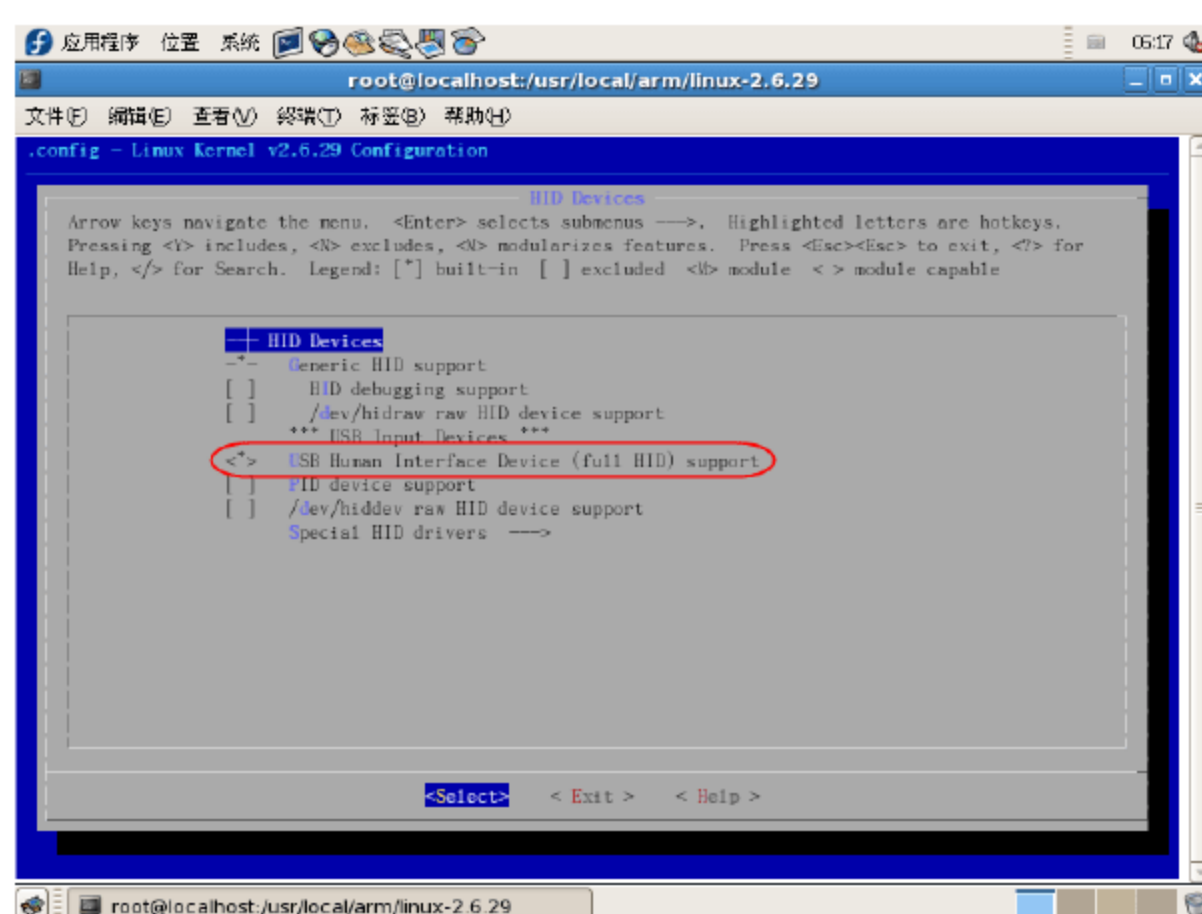 应用程序 位置 系统 05:17
root@localhost:/usr/local/arm/linux-2.6.29
文件(F) 编辑(E) 查看(V) 终端(T) 标签(B) 帮助(H)
.config - Linux Kernel v2.6.29 Configuration
HID Devices
Arrow keys navigate the menu. <Enter> selects submenus --->. Highlighted letters are hotkeys.
Pressing <Y> includes, <N> excludes, <M> modularizes features. Press <Esc><Esc> to exit, <?> for
Help, </> for Search. Legend: [*] built-in [ ] excluded <M> module < > module capable
--- HID Devices
-*- Generic HID support
[ ] HID debugging support
[ ] /dev/hidraw raw HID device support
*** USB Input Devices ***
<*> USB Human Interface Device (full HID) support
[ ] PID device support
[ ] /dev/hiddev raw HID device support
Special HID drivers --->
<Select> < Exit > < Help >
root@localhost:/usr/local/arm/linux-2.6.29